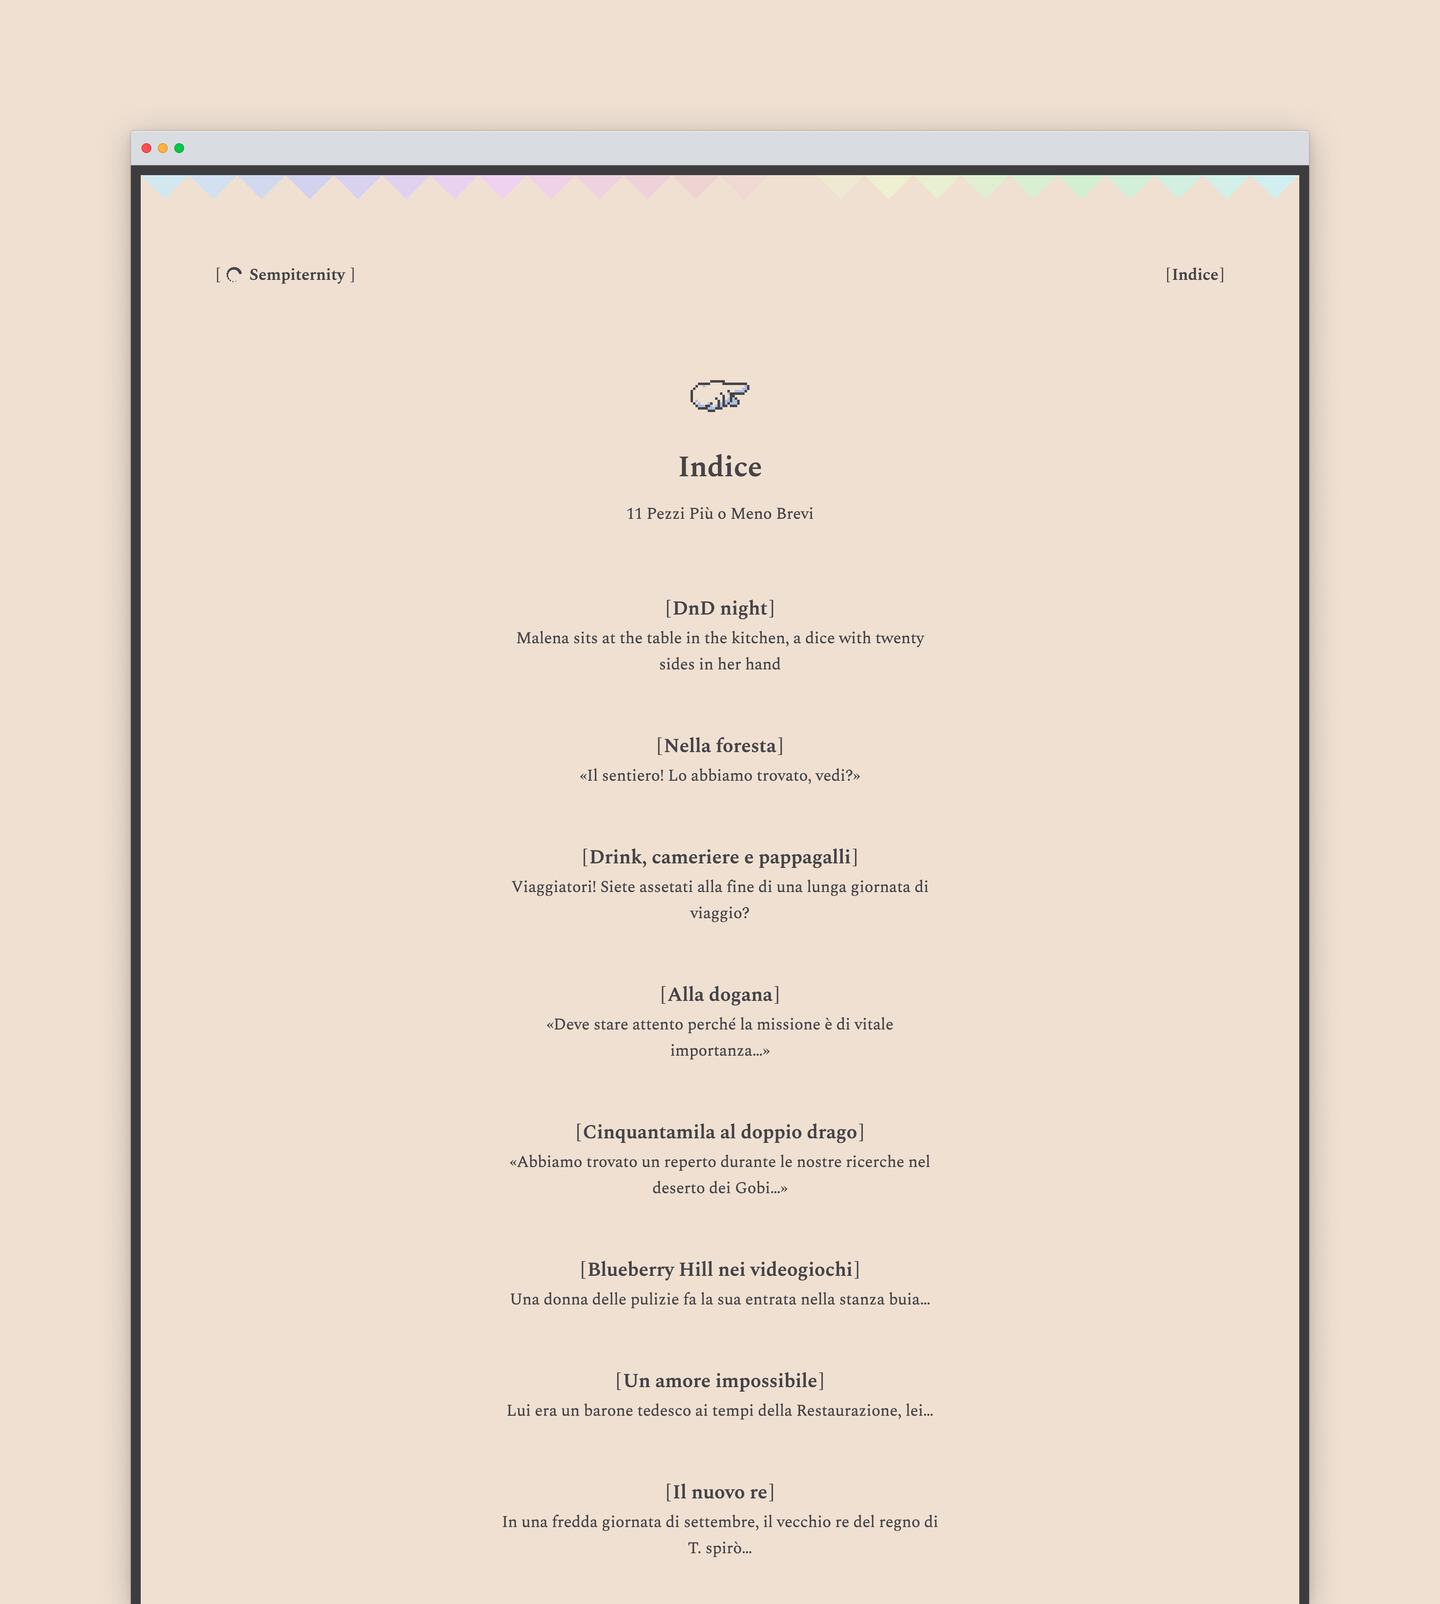 [ Sempiternity ]
[Indice]
Indice
11 Pezzi Più o Meno Brevi
[DnD night]
Malena sits at the table in the kitchen, a dice with twenty
sides in her hand
[Nella foresta]
«Il sentiero! Lo abbiamo trovato, vedi?»
[Drink, cameriere e pappagalli]
Viaggiatori! Siete assetati alla fine di una lunga giornata di
viaggio?
[Alla dogana]
«Deve stare attento perché la missione è di vitale
importanza…»
[Cinquantamila al doppio drago]
«Abbiamo trovato un reperto durante le nostre ricerche nel
deserto dei Gobi…»
[Blueberry Hill nei videogiochi]
Una donna delle pulizie fa la sua entrata nella stanza buia…
[Un amore impossibile]
Lui era un barone tedesco ai tempi della Restaurazione, lei…
[Il nuovo re]
In una fredda giornata di settembre, il vecchio re del regno di
T. spirò…